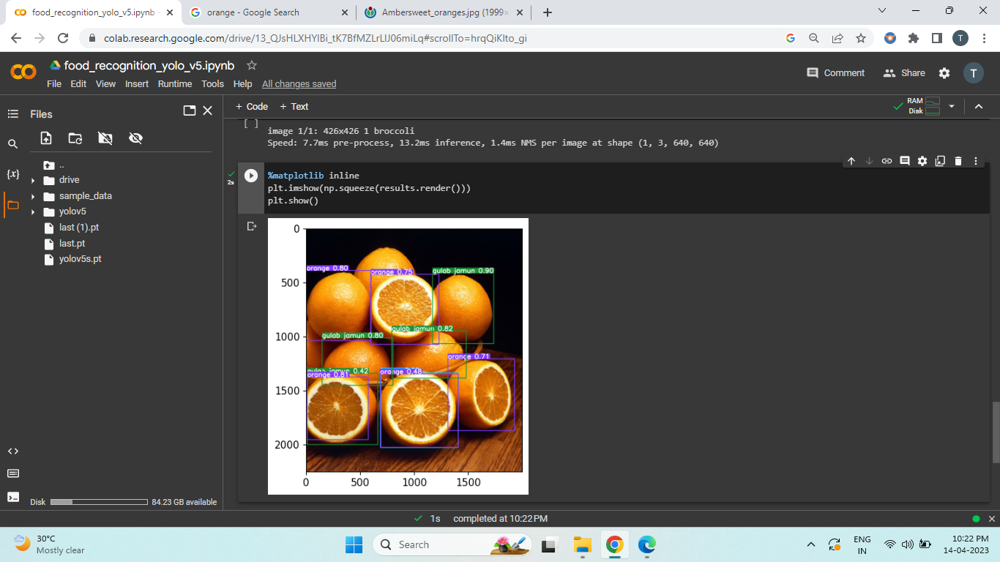 food_recognition_yolo_v5.ipynb
orange - Google Search
Ambersweet_oranges.jpg (1999×
colab.research.google.com/drive/13_QJsHLXHYlBi_tK7BfMZLrLlJ06miLq#scrollTo=hrqQiKlto_gi
T
food_recognition_yolo_v5.ipynb
File Edit View Insert Runtime Tools Help All changes saved
Comment Share T
Files
+ Code + Text
RAM
Disk
..
drive
sample_data
yolov5
last (1).pt
last.pt
yolov5s.pt
Disk 84.23 GB available
[ ]
image 1/1: 426x426 1 broccoli
Speed: 7.7ms pre-process, 13.2ms inference, 1.4ms NMS per image at shape (1, 3, 640, 640)
2s
%matplotlib inline
plt.imshow(np.squeeze(results.render()))
plt.show()
0
500
1000
1500
2000
orange 0.80
orange 0.75
gulab jamun 0.90
gulab jamun 0.82
gulab jamun 0.80
orange 0.71
gulab jamun 0.42
orange 0.81
orange 0.48
0 500 1000 1500
1s completed at 10:22 PM
30°C
Mostly clear
Search
ENG
IN
10:22 PM
14-04-2023